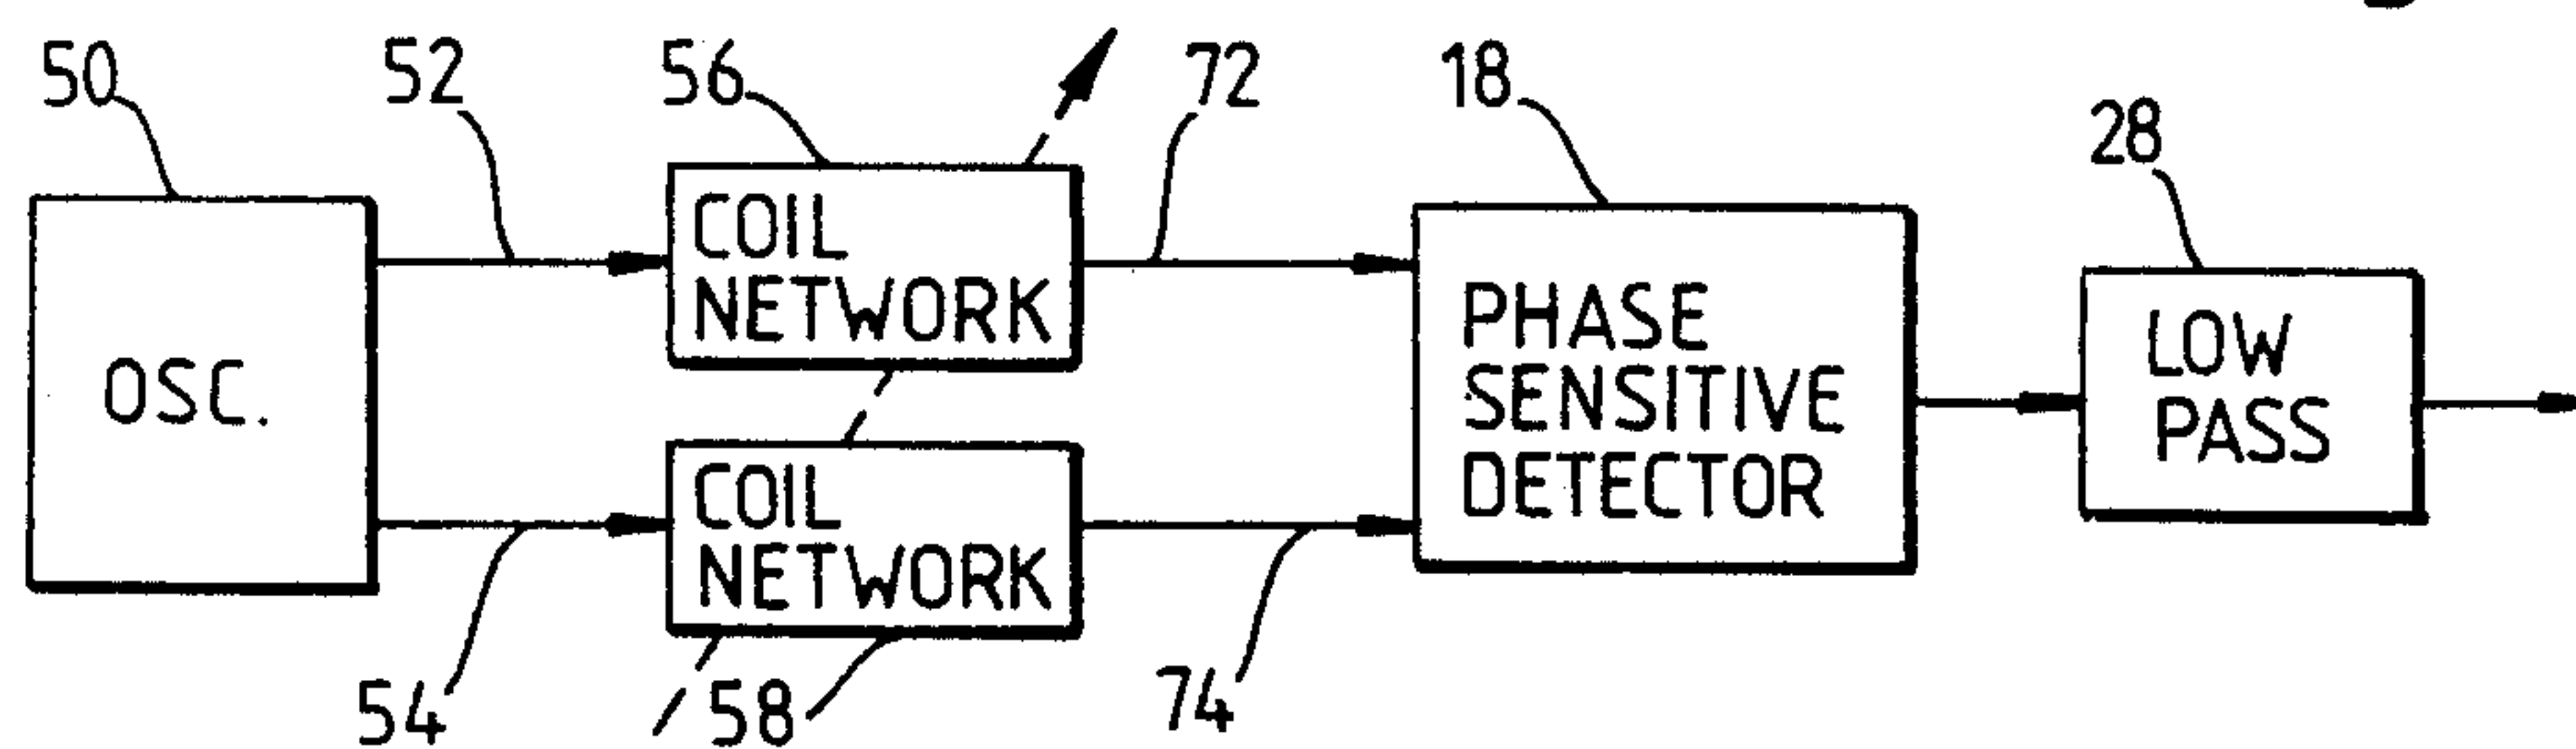 50
52
56
72
18
28
OSC.
COIL
NETWORK
COIL
NETWORK
PHASE
SENSITIVE
DETECTOR
LOW
PASS
54
58
74